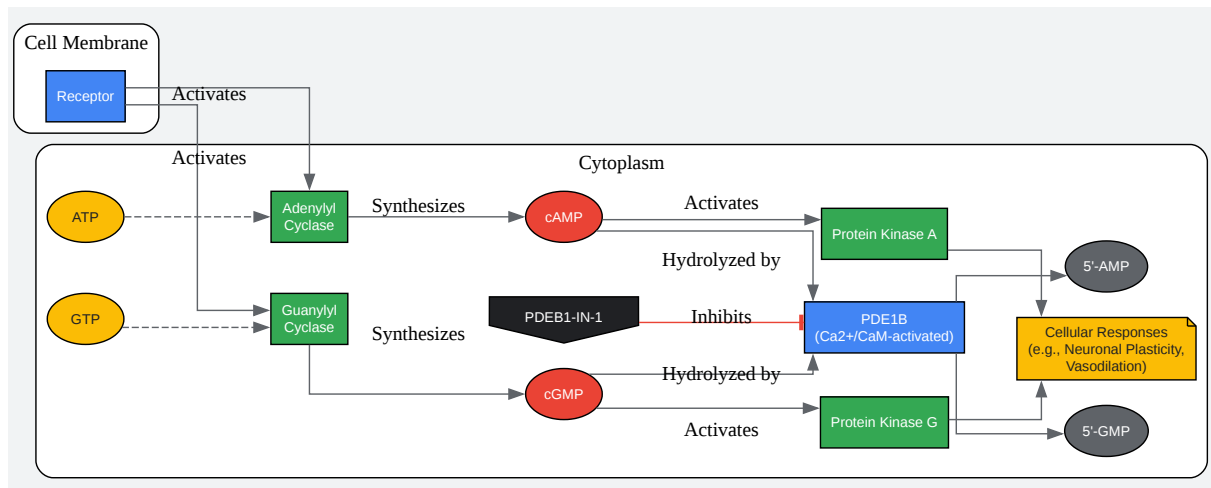 Cell Membrane
Receptor
Activates
Activates
Cytoplasm
ATP
Adenylyl
Cyclase
Synthesizes
cAMP
Activates
Protein Kinase A
Hydrolyzed by
5'-AMP
GTP
Guanylyl
Cyclase
Synthesizes
PDEB1-IN-1
Inhibits
PDE1B
(Ca2+/CaM-activated)
Cellular Responses
(e.g., Neuronal Plasticity,
Vasodilation)
Hydrolyzed by
cGMP
Activates
Protein Kinase G
5'-GMP